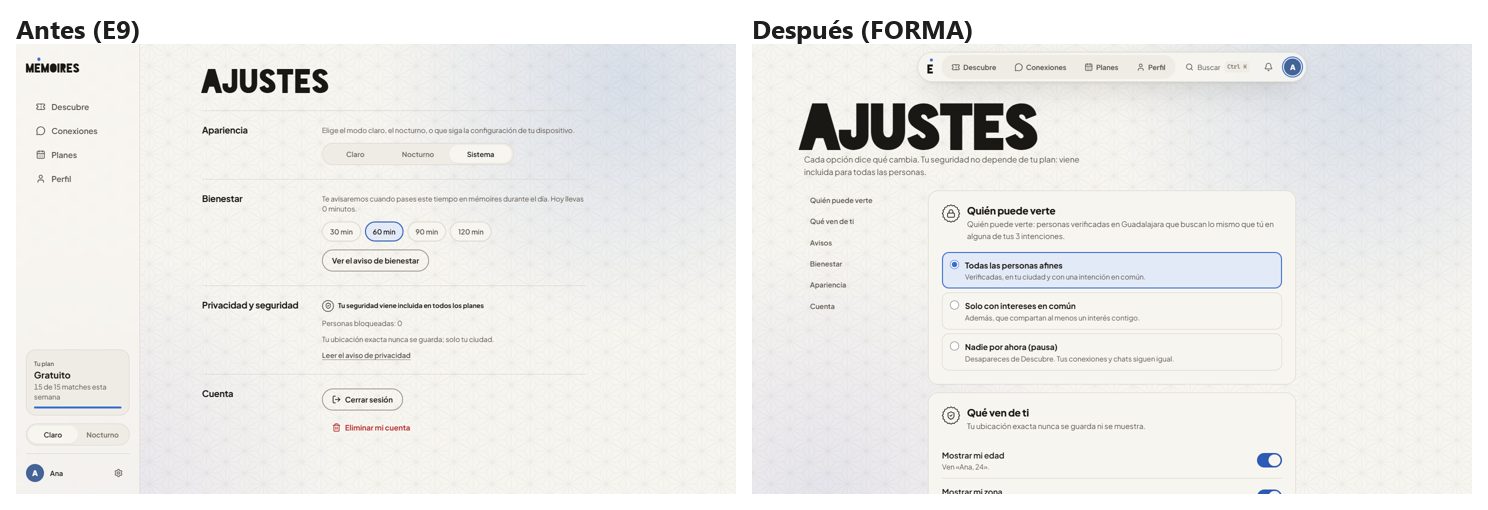 Antes (E9)
MÉMOIRES
Descubre
Conexiones
Planes
Perfil
Tu plan
Gratuito
15 de 15 matches esta
semana
Claro
Nocturno
A
Ana
AJUSTES
Apariencia
Elige el modo claro, el nocturno, o que siga la configuración de tu dispositivo.
Claro
Nocturno
Sistema
Bienestar
Te avisaremos cuando pases este tiempo en mémoires durante el día. Hoy llevas
0 minutos.
30 min
60 min
90 min
120 min
Ver el aviso de bienestar
Privacidad y seguridad
Tu seguridad viene incluida en todos los planes
Personas bloqueadas: 0
Tu ubicación exacta nunca se guarda; solo tu ciudad.
Leer el aviso de privacidad
Cuenta
Cerrar sesión
Eliminar mi cuenta
Después (FORMA)
É
Descubre
Conexiones
Planes
Perfil
Buscar
Ctrl K
A
AJUSTES
Cada opción dice qué cambia. Tu seguridad no depende de tu plan: viene
incluida para todas las personas.
Quién puede verte
Qué ven de ti
Avisos
Bienestar
Apariencia
Cuenta
Quién puede verte
Quién puede verte: personas verificadas en Guadalajara que buscan lo mismo que tú en
alguna de tus 3 intenciones.
Todas las personas afines
Verificadas, en tu ciudad y con una intención en común.
Solo con intereses en común
Además, que compartan al menos un interés contigo.
Nadie por ahora (pausa)
Desapareces de Descubre. Tus conexiones y chats siguen igual.
Qué ven de ti
Tu ubicación exacta nunca se guarda ni se muestra.
Mostrar mi edad
Ven «Ana, 24».
Mostrar mi zona